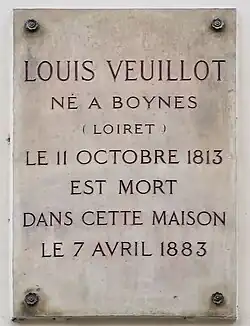 LOUIS VEUILLOT
NÉ A BOYNES
( LOIRET )
LE 11 OCTOBRE 1813
EST MORT
DANS CETTE MAISON
LE 7 AVRIL 1883